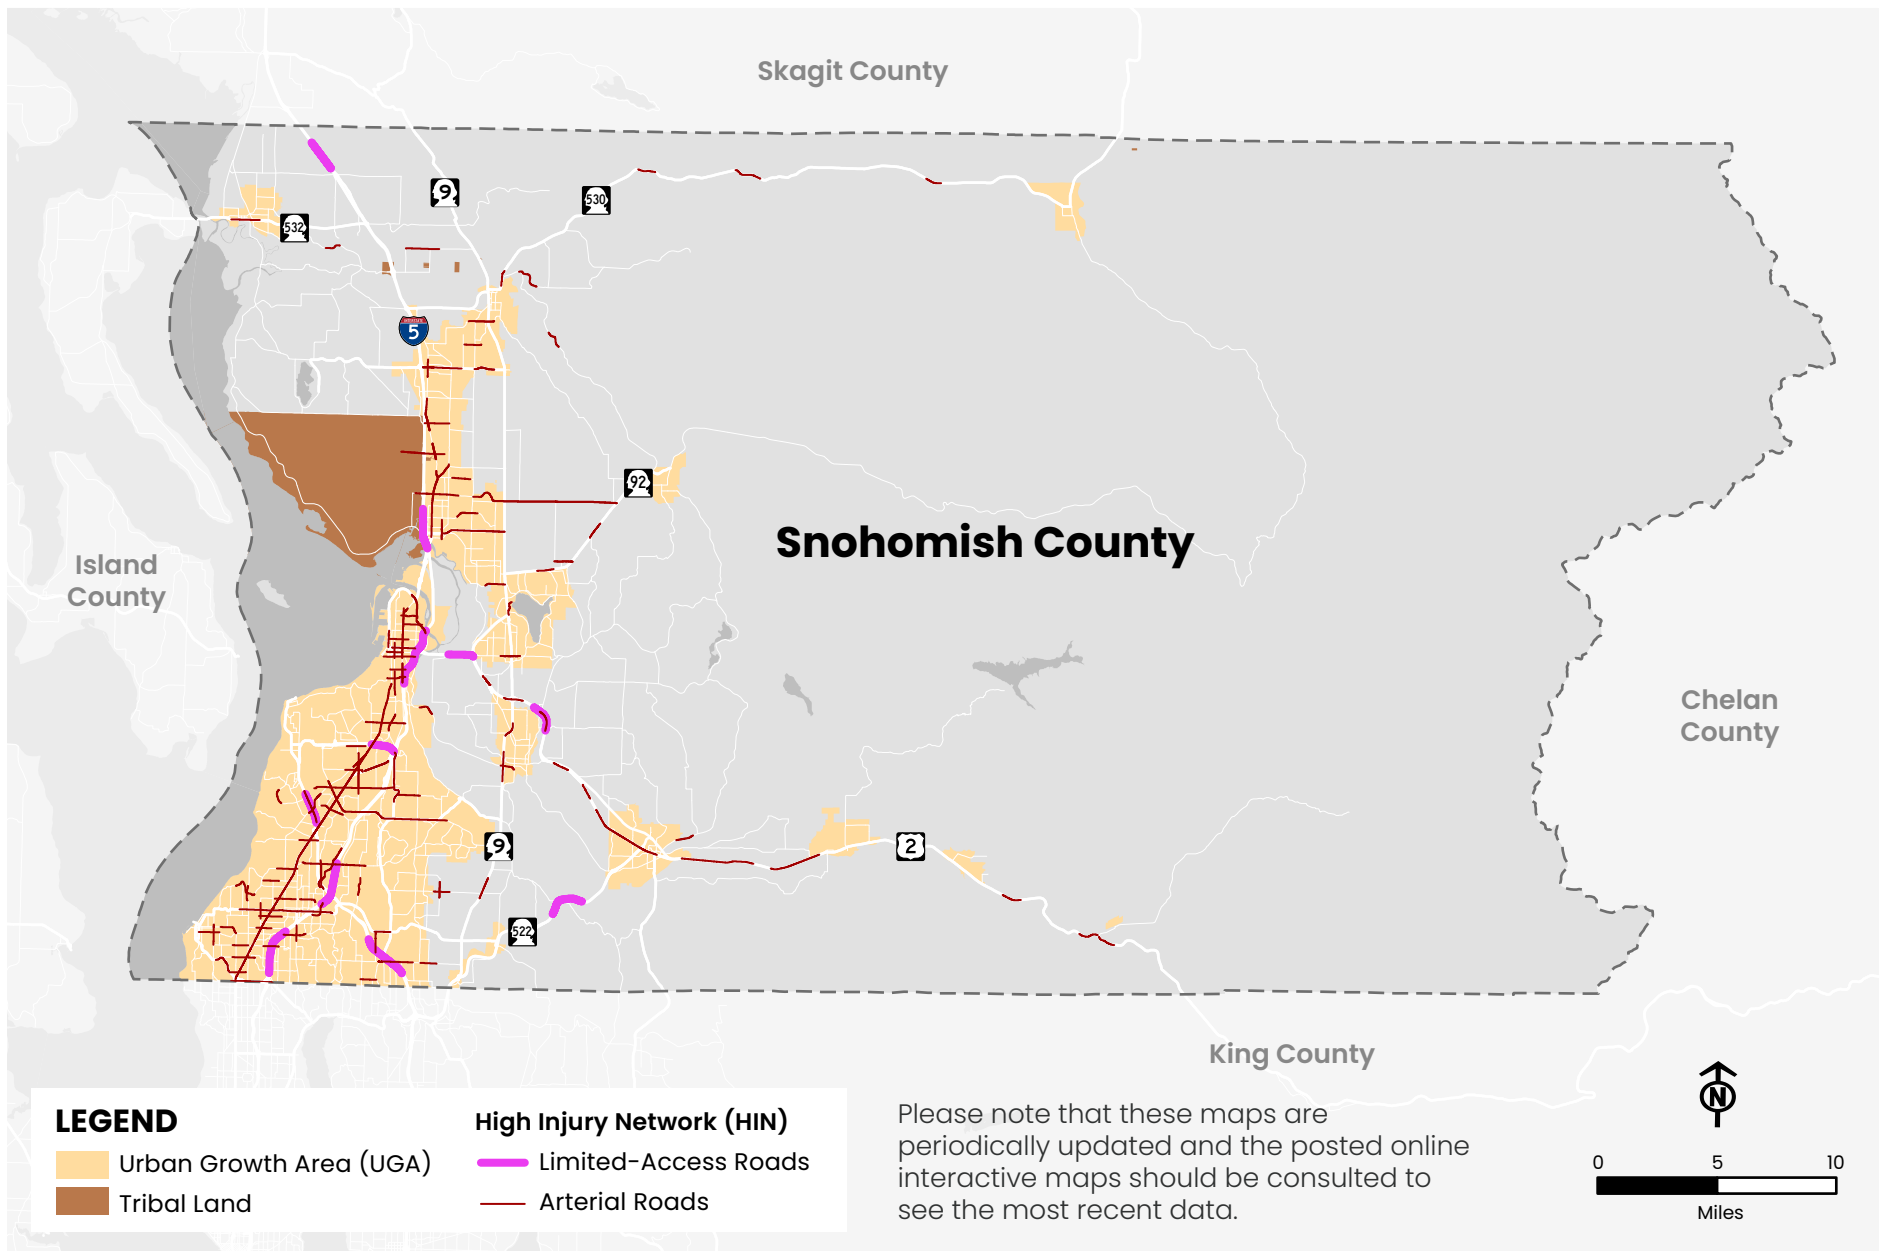 Skagit County
9
530
532
INTERSTATE
5
92
Snohomish County
Island
County
Chelan
County
9
2
522
King County
LEGEND
Urban Growth Area (UGA)
Tribal Land
High Injury Network (HIN)
Limited-Access Roads
Arterial Roads
Please note that these maps are
periodically updated and the posted online
interactive maps should be consulted to
see the most recent data.
N
0 5 10
Miles